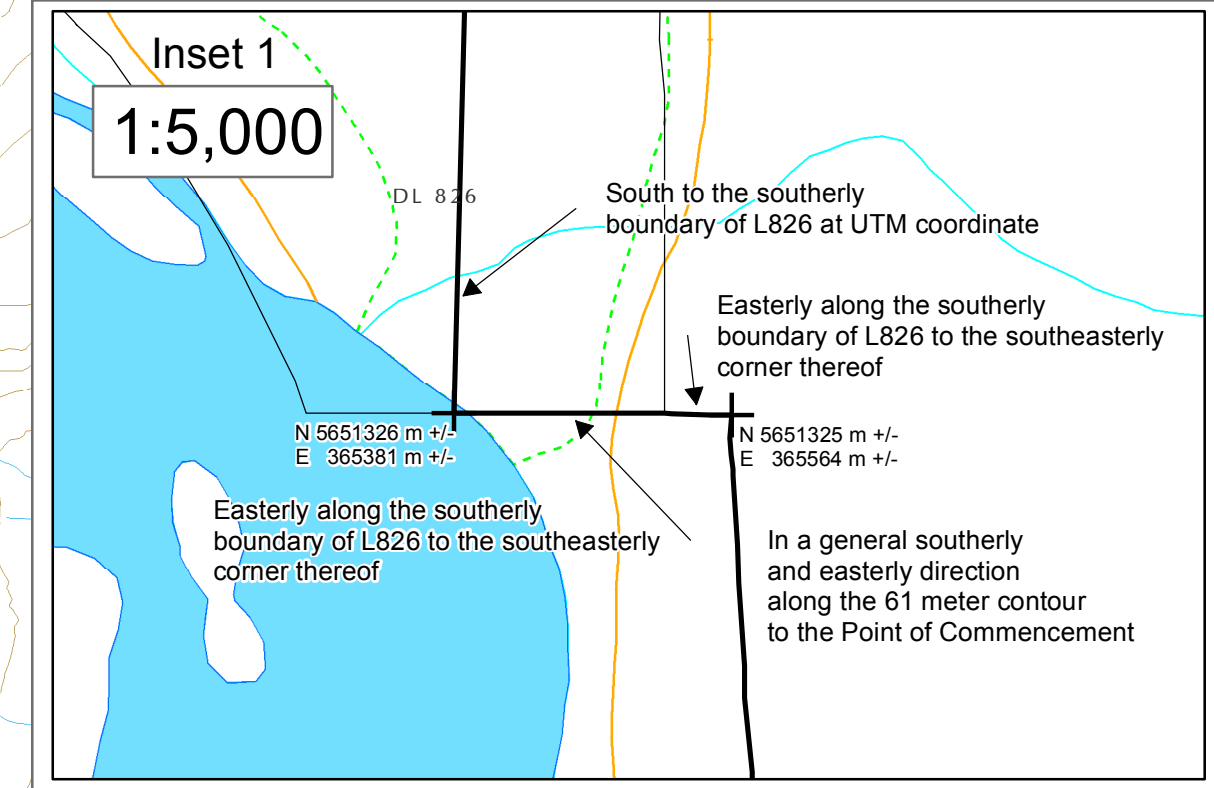 Inset 1
1:5,000
DL 826
South to the southerly
boundary of L826 at UTM coordinate
Easterly along the southerly
boundary of L826 to the southeasterly
corner thereof
N 5651326 m +/-
E 365381 m +/-
N 5651325 m +/-
E 365564 m +/-
Easterly along the southerly
boundary of L826 to the southeasterly
corner thereof
In a general southerly
and easterly direction
along the 61 meter contour
to the Point of Commencement